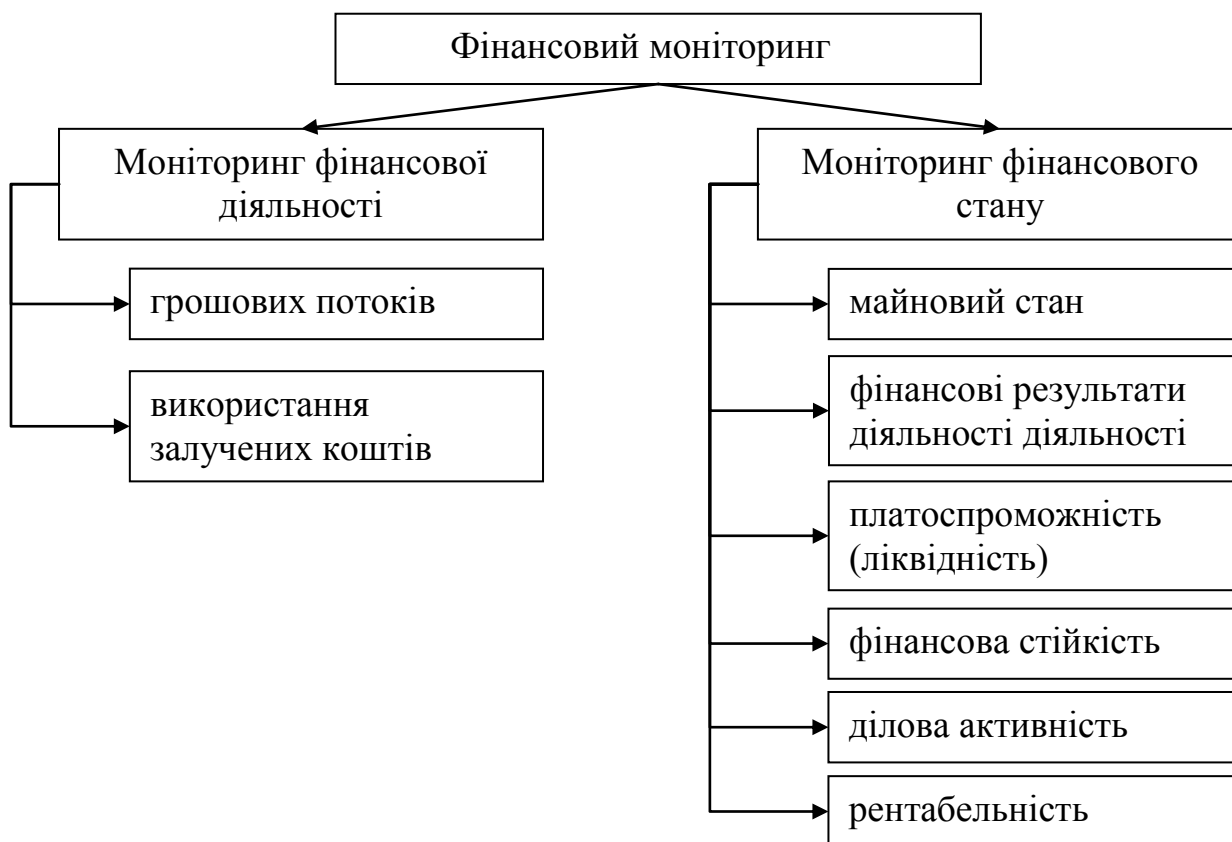 Фінансовий моніторинг
Моніторинг фінансової
діяльності
грошових потоків
використання
залучених коштів
Моніторинг фінансового
стану
майновий стан
фінансові результати
діяльності діяльності
платоспроможність
(ліквідність)
фінансова стійкість
ділова активність
рентабельність